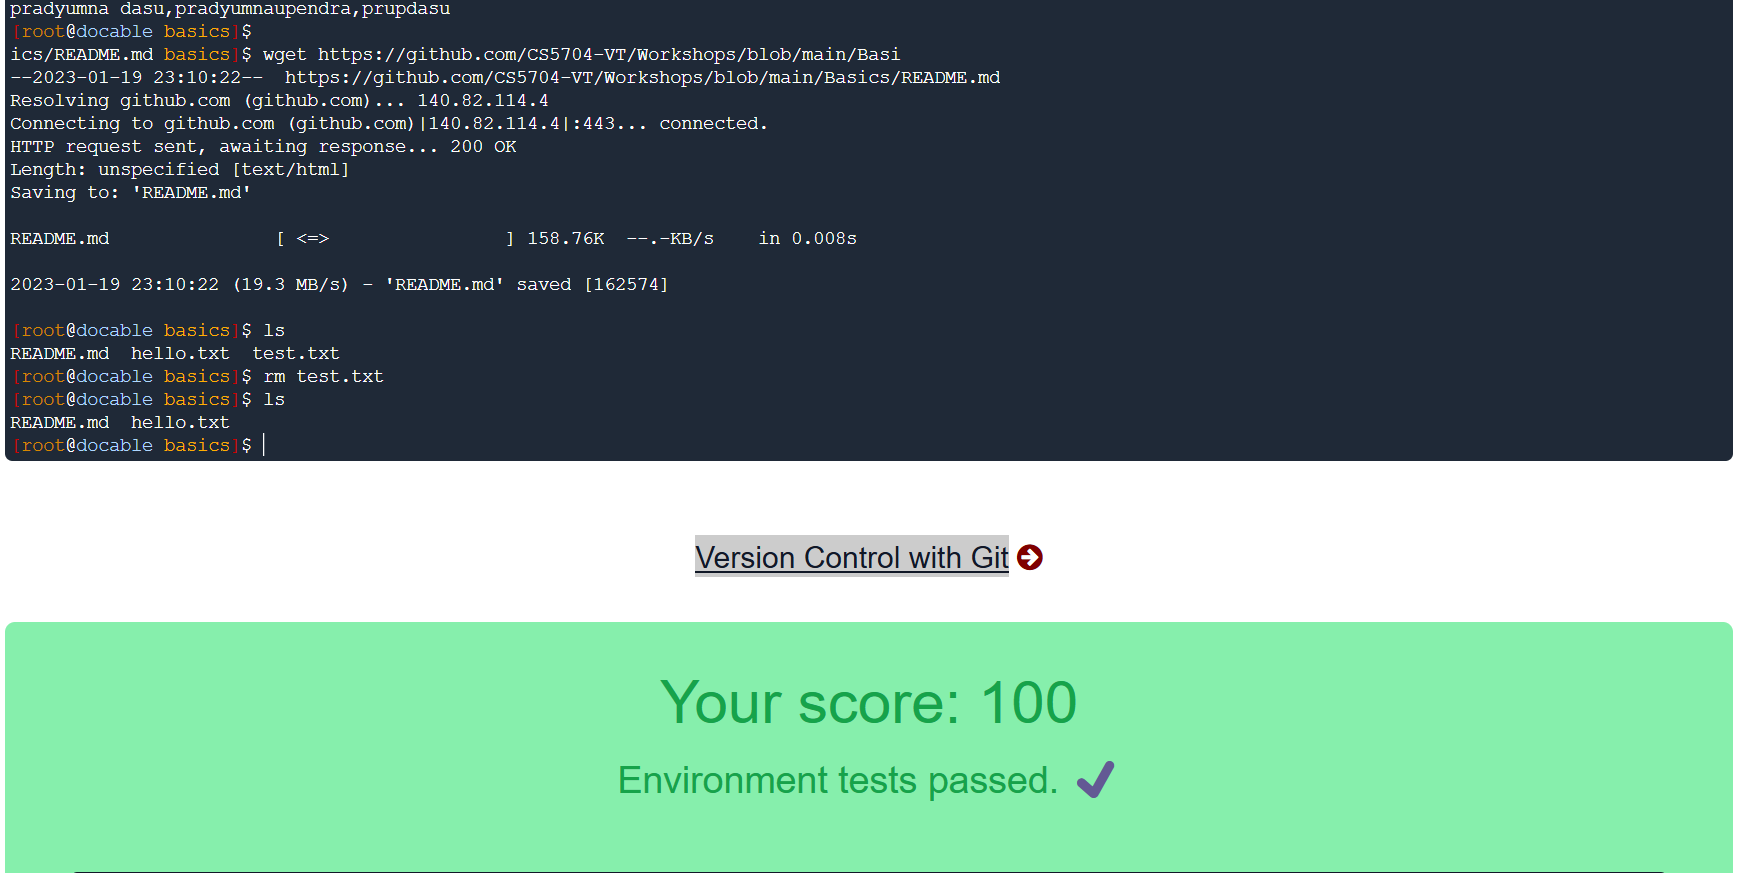 pradyumna dasu,pradyumnaupendra,prupdasu
[root@docable basics]$
ics/README.md basics]$ wget https://github.com/CS5704-VT/Workshops/blob/main/Basi
--2023-01-19 23:10:22--  https://github.com/CS5704-VT/Workshops/blob/main/Basics/README.md
Resolving github.com (github.com)... 140.82.114.4
Connecting to github.com (github.com)|140.82.114.4|:443... connected.
HTTP request sent, awaiting response... 200 OK
Length: unspecified [text/html]
Saving to: 'README.md'
README.md               [ <=>                ] 158.76K  --.-KB/s    in 0.008s
2023-01-19 23:10:22 (19.3 MB/s) - 'README.md' saved [162574]
[root@docable basics]$ ls
README.md  hello.txt  test.txt
[root@docable basics]$ rm test.txt
[root@docable basics]$ ls
README.md  hello.txt
[root@docable basics]$
Version Control with Git
Your score: 100
Environment tests passed.